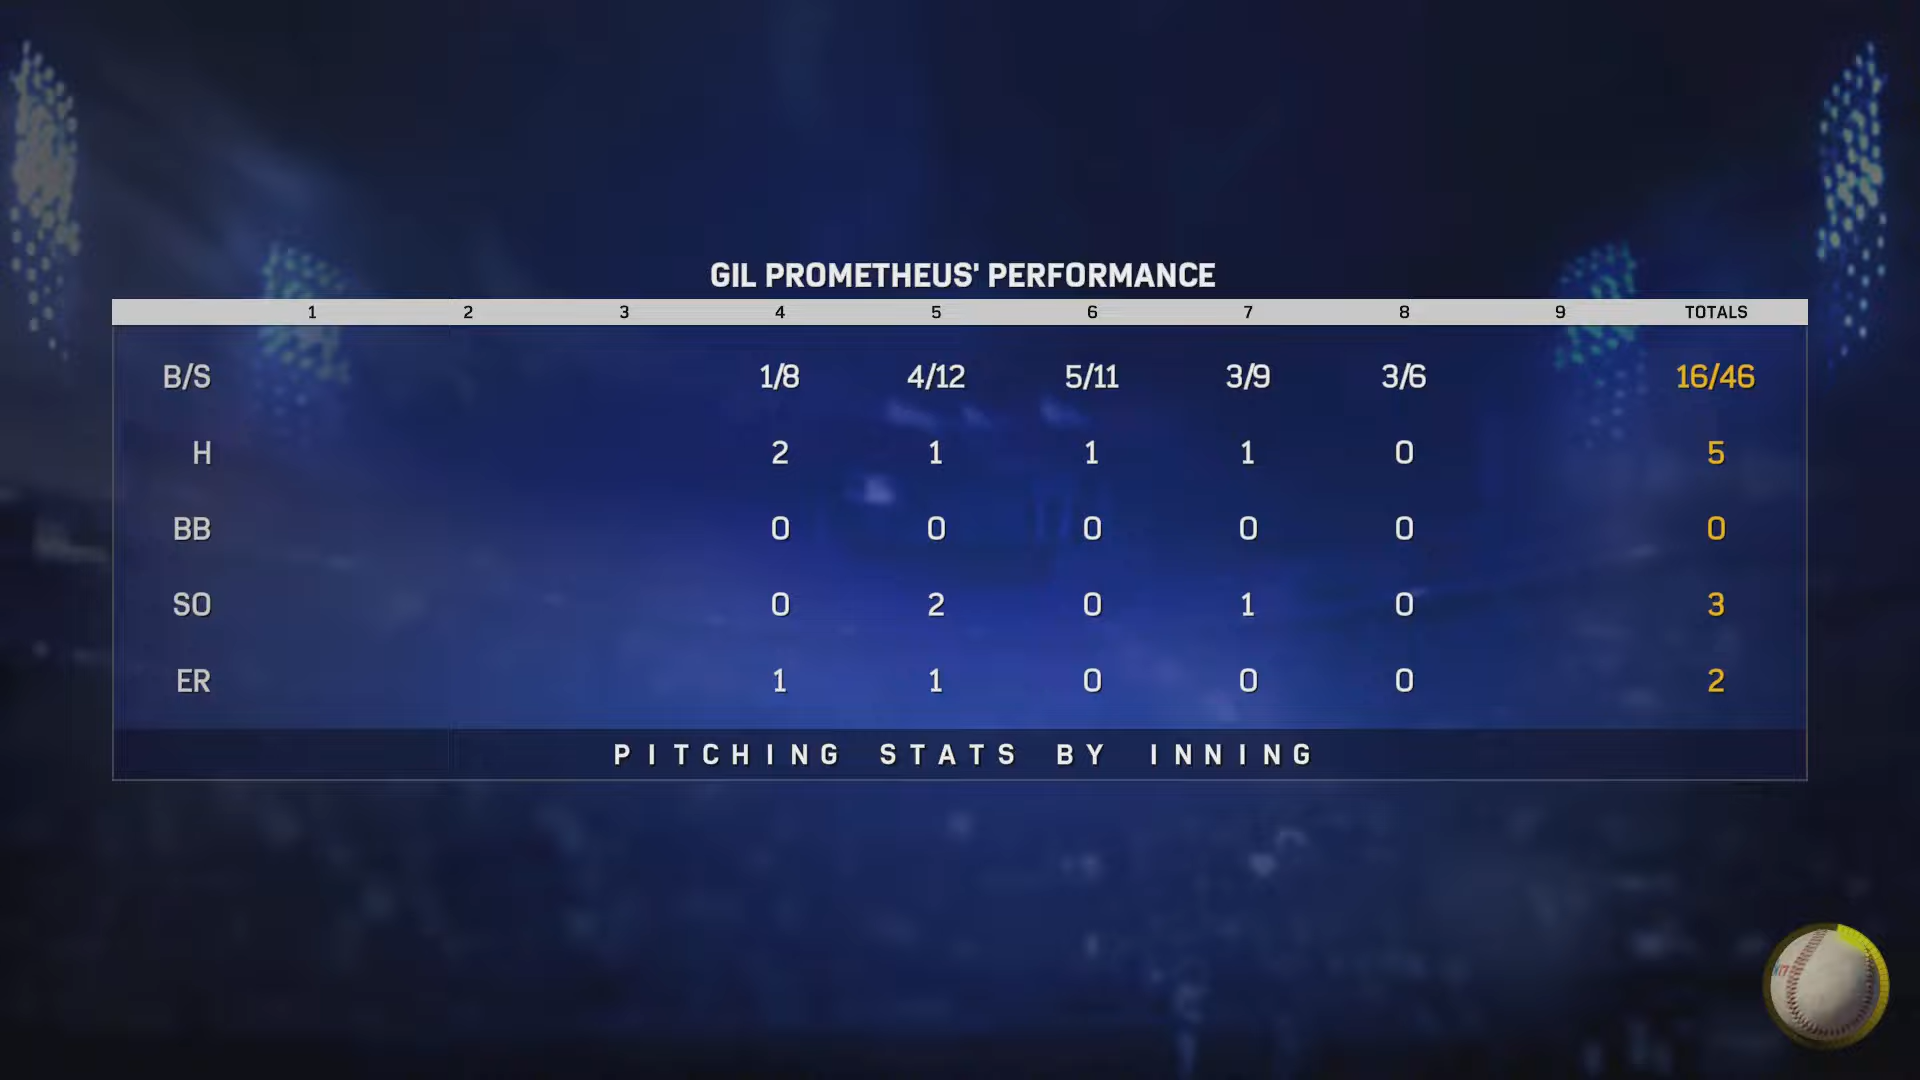 GIL PROMETHEUS' PERFORMANCE
1 2 3 4 5 6 7 8 9 TOTALS
B/S 1/8 4/12 5/11 3/9 3/6 16/46
H 2 1 1 1 0 5
BB 0 0 0 0 0 0
SO 0 2 0 1 0 3
ER 1 1 0 0 0 2
PITCHING STATS BY INNING
17